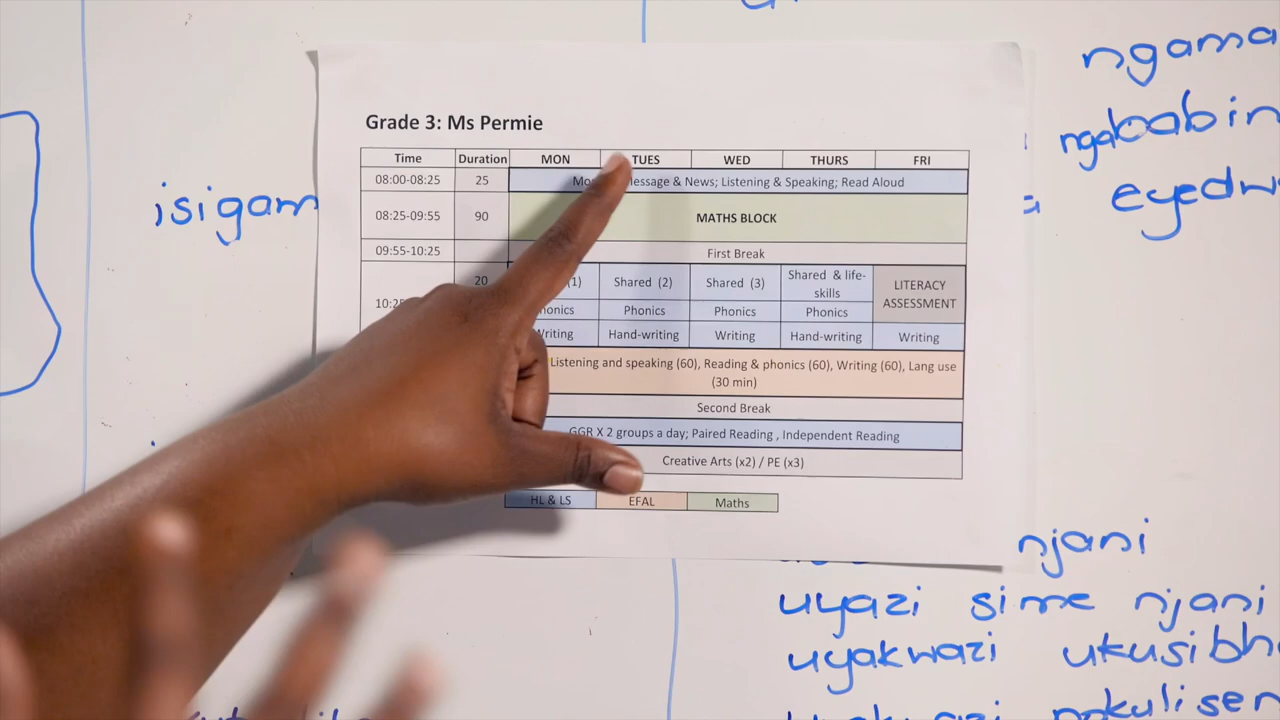 ngama
ngababin
isigam
eyedw
Grade 3: Ms Permie
Time Duration MON TUES WED THURS FRI
08:00-08:25 25 Message & News; Listening & Speaking; Read Aloud
08:25-09:55 90 MATHS BLOCK
09:55-10:25 First Break
20 (1) Shared (2) Shared (3) Shared & life-
skills LITERACY
ASSESSMENT
Phonics Phonics Phonics
Writing Hand-writing Writing Hand-writing Writing
Listening and speaking (60), Reading & phonics (60), Writing (60), Lang use
(30 min)
Second Break
GGR X 2 groups a day; Paired Reading , Independent Reading
Creative Arts (x2) / PE (x3)
HL & LS EFAL Maths
njani
uyazi sime njani
uyakwazi ukusibh